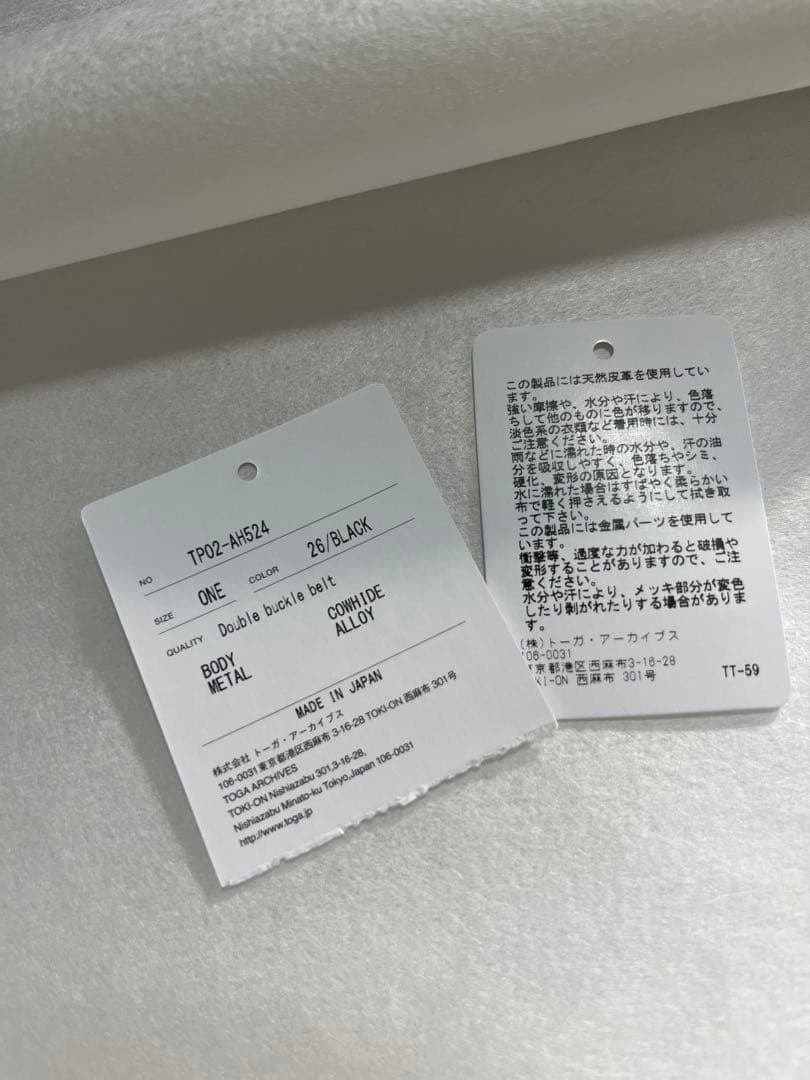 NO TP02-AH524
SIZE ONE COLOR 26/BLACK
QUALITY Double buckle belt
BODY COWHIDE
METAL ALLOY
MADE IN JAPAN
株式会社 トーガ・アーカイブス
106-0031 東京都港区西麻布 3-16-28 TOKI-ON 西麻布 301号
TOGA ARCHIVES
TOKI-ON Nishiazabu 301,3-16-28,
Nishiazabu Minato-ku Tokyo,Japan 106-0031
http://www.toga.jp
この製品には天然皮革を使用してい
ます。
強い摩擦や、水分や汗により、色落
ちして他のものに色が移りますので、
淡色系の衣類など着用時には、十分
ご注意ください。
雨などに濡れた時の水分や、汗の油
分を吸収しやすく、色落ちやシミ、
硬化、変形の原因となります。
水に濡れた場合はすばやく柔らかい
布で軽く押さえるようにして拭き取
って下さい。
この製品には金属パーツを使用して
います。
衝撃等、過度な力が加わると破損や
変形することがありますので、ご注
意ください。
水分や汗により、メッキ部分が変色
したり剥がれたりする場合がありま
す。
(株)トーガ・アーカイブス
106-0031
京都港区西麻布3-16-28
KI-ON 西麻布 301号 TT-59